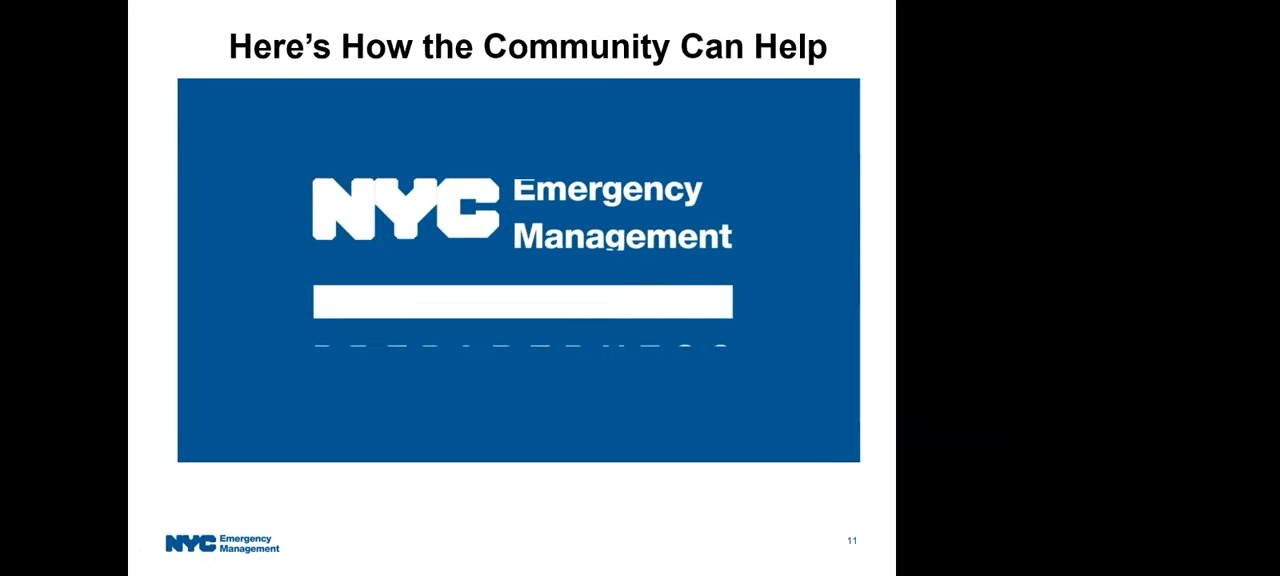 Here’s How the Community Can Help
NYC Emergency
Management
NYC Emergency
Management
11